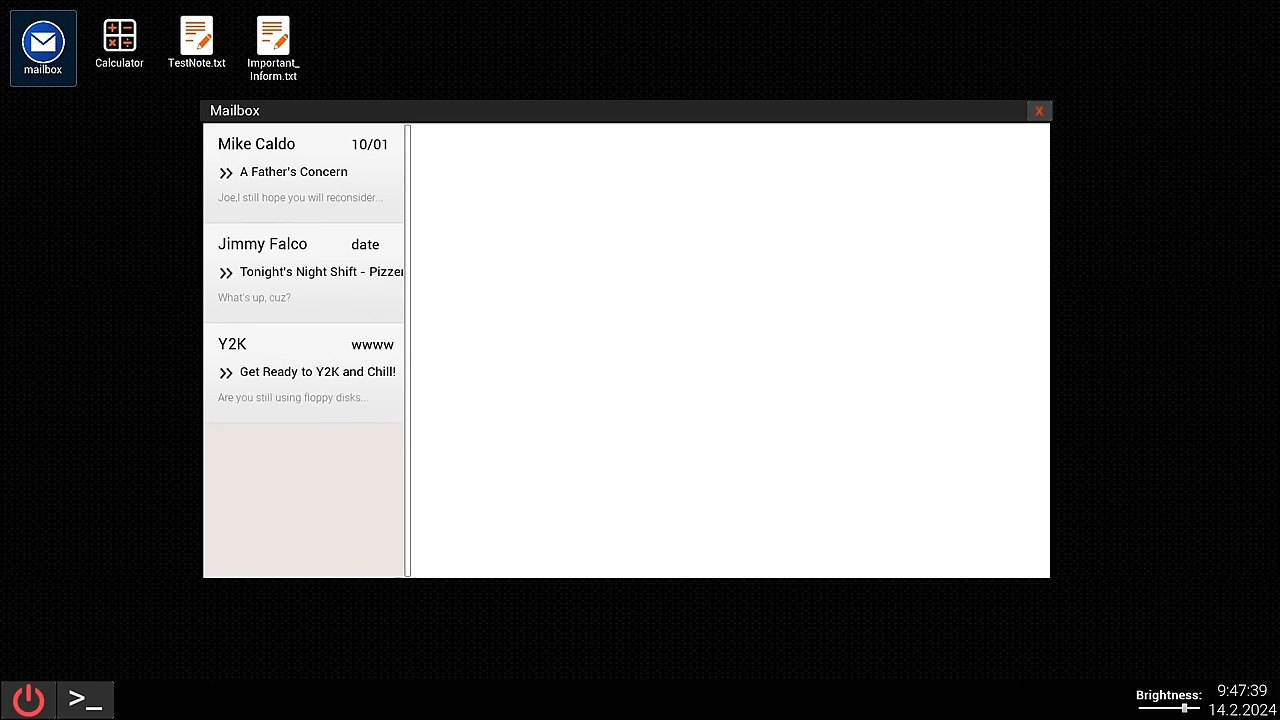 mailbox
Calculator
TestNote.txt
Important_
Inform.txt
Mailbox
X
Mike Caldo 10/01
A Father's Concern
Joe,I still hope you will reconsider...
Jimmy Falco date
Tonight's Night Shift - Pizzer
What's up, cuz?
Y2K wwww
Get Ready to Y2K and Chill!
Are you still using floppy disks...
>_
Brightness:
9:47:39
14.2.2024